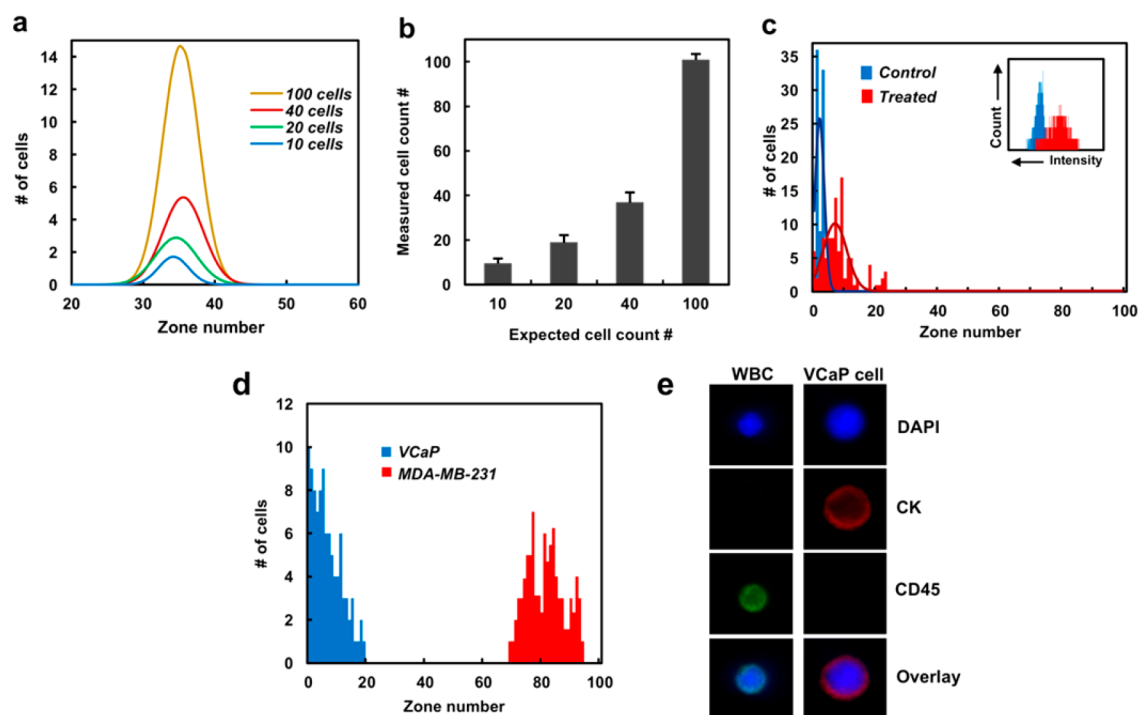 a
14
12
10
8
6
4
2
0
# of cells
100 cells
40 cells
20 cells
10 cells
20 30 40 50 60
Zone number
b
100
80
60
40
20
0
Measured cell count #
10 20 40 100
Expected cell count #
c
35
30
25
20
15
10
5
0
# of cells
Control
Treated
Count
Intensity
0 20 40 60 80 100
Zone number
d
12
10
8
6
4
2
0
# of cells
VCaP
MDA-MB-231
0 20 40 60 80 100
Zone number
e
WBC VCaP cell
DAPI
CK
CD45
Overlay